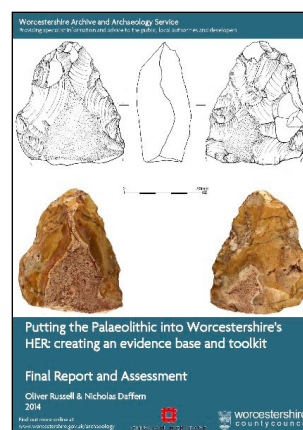 Worcestershire Archive and Archaeology Service
Providing specialist information and advice to the public, local authorities and developers
Putting the Palaeolithic into Worcestershire's
HER: creating an evidence base and toolkit
Final Report and Assessment
Oliver Russell & Nicholas Daffern
2014
Find out more online at
www.worcestershire.gov.uk/archaeology
worcestershire
countycouncil